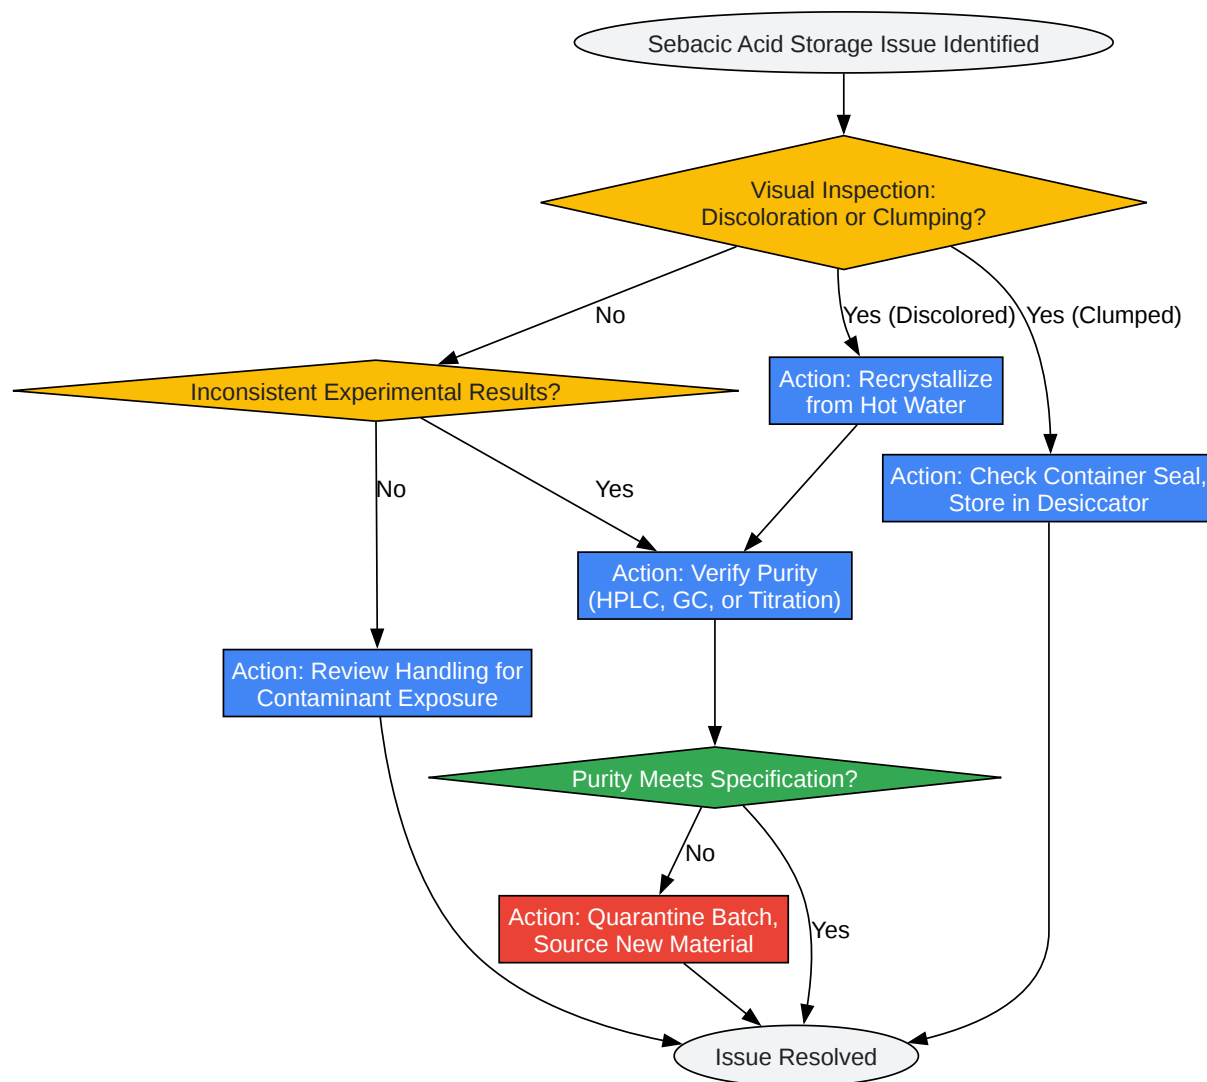 Sebacic Acid Storage Issue Identified
Visual Inspection:
Discoloration or Clumping?
No
Yes (Discolored)
Yes (Clumped)
Inconsistent Experimental Results?
Action: Recrystallize
from Hot Water
Action: Check Container Seal,
Store in Desiccator
No
Yes
Action: Verify Purity
(HPLC, GC, or Titration)
Action: Review Handling for
Contaminant Exposure
Purity Meets Specification?
No
Yes
Action: Quarantine Batch,
Source New Material
Issue Resolved